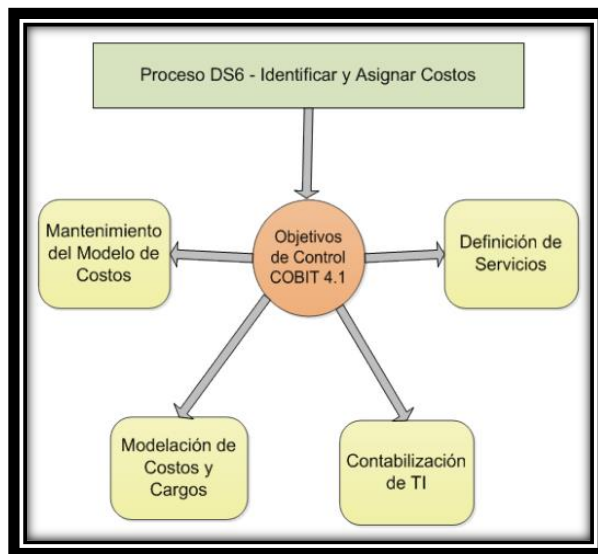 Proceso DS6 - Identificar y Asignar Costos
Objetivos
de Control
COBIT 4.1
Mantenimiento
del Modelo de
Costos
Definición de
Servicios
Modelación de
Costos y
Cargos
Contabilización
de TI